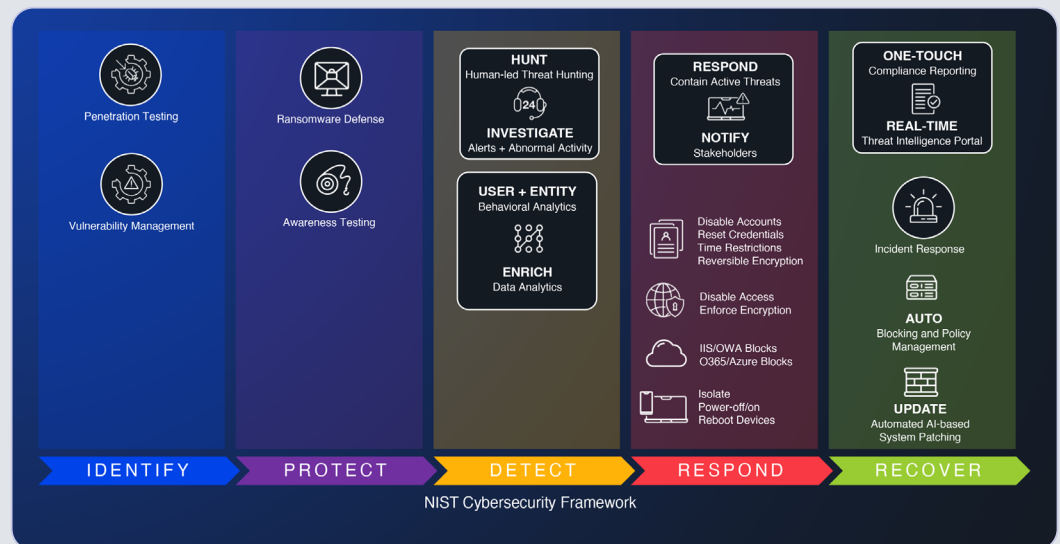 Penetration Testing
Vulnerability Management
Ransomware Defense
Awareness Testing
HUNT
Human-led Threat Hunting
24
INVESTIGATE
Alerts + Abnormal Activity
USER + ENTITY
Behavioral Analytics
ENRICH
Data Analytics
RESPOND
Contain Active Threats
NOTIFY
Stakeholders
Disable Accounts
Reset Credentials
Time Restrictions
Reversible Encryption
Disable Access
Enforce Encryption
IIS/OWA Blocks
O365/Azure Blocks
Isolate
Power-off/on
Reboot Devices
ONE-TOUCH
Compliance Reporting
REAL-TIME
Threat Intelligence Portal
Incident Response
AUTO
Blocking and Policy
Management
UPDATE
Automated AI-based
System Patching
IDENTIFY
PROTECT
DETECT
RESPOND
RECOVER
NIST Cybersecurity Framework